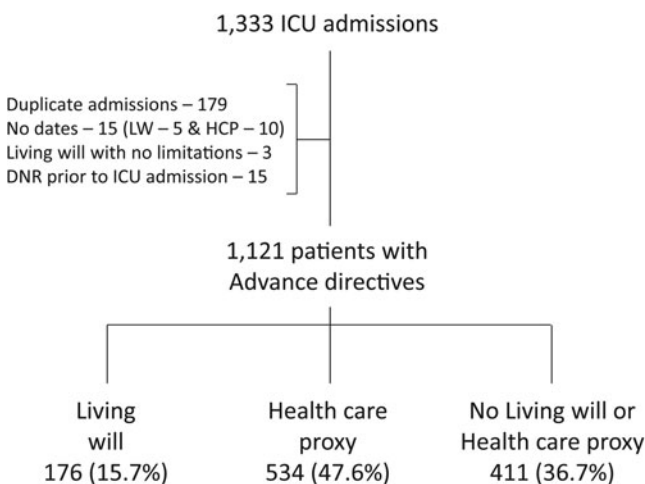 1,333 ICU admissions
Duplicate admissions – 179
No dates – 15 (LW – 5 & HCP – 10)
Living will with no limitations – 3
DNR prior to ICU admission – 15
1,121 patients with
Advance directives
Living
will
176 (15.7%)
Health care
proxy
534 (47.6%)
No Living will or
Health care proxy
411 (36.7%)